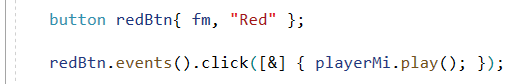 button redBtn{ fm, "Red" };
redBtn.events().click([&] { playerMi.play(); });